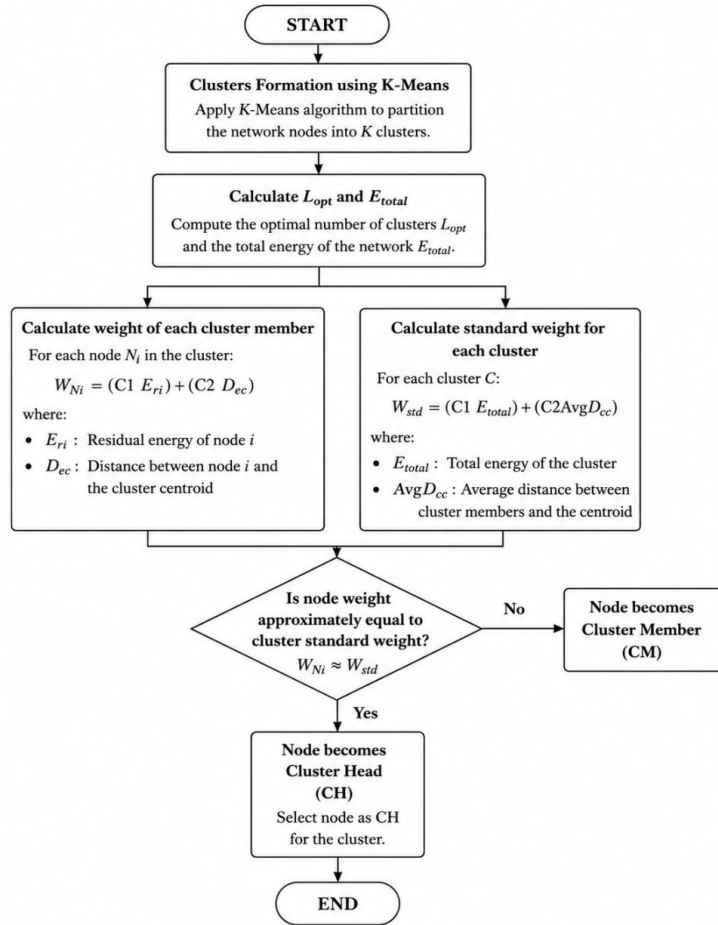 START
Clusters Formation using K-Means
Apply K-Means algorithm to partition
the network nodes into K clusters.
Calculate L_opt and E_total
Compute the optimal number of clusters L_opt
and the total energy of the network E_total.
Calculate weight of each cluster member
For each node N_i in the cluster:
W_Ni = (C1 E_ri) + (C2 D_ec)
where:
• E_ri : Residual energy of node i
• D_ec : Distance between node i and
the cluster centroid
Calculate standard weight for
each cluster
For each cluster C:
W_std = (C1 E_total) + (C2AvgD_cc)
where:
• E_total : Total energy of the cluster
• AvgD_cc : Average distance between
cluster members and the centroid
Is node weight
approximately equal to
cluster standard weight?
W_Ni ≈ W_std
No
Node becomes
Cluster Member
(CM)
Yes
Node becomes
Cluster Head
(CH)
Select node as CH
for the cluster.
END